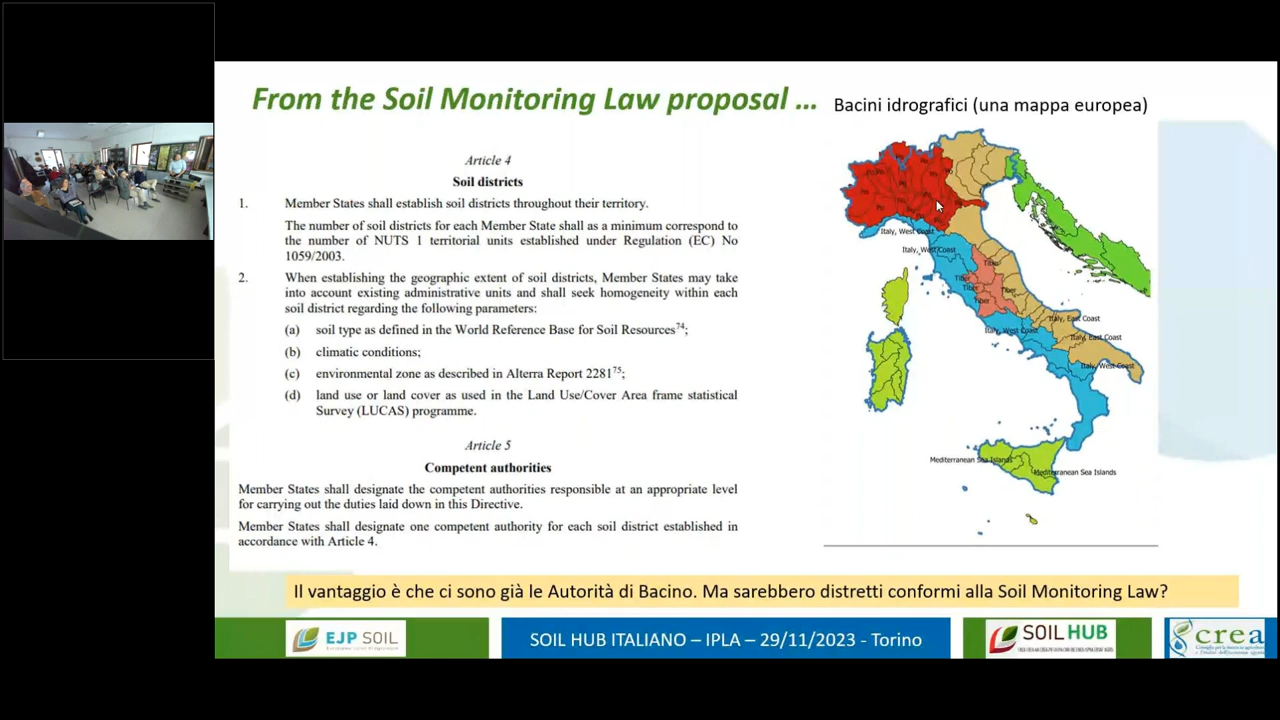 From the Soil Monitoring Law proposal ...
Bacini idrografici (una mappa europea)
Article 4
Soil districts
1. Member States shall establish soil districts throughout their territory.
The number of soil districts for each Member State shall as a minimum correspond to
the number of NUTS 1 territorial units established under Regulation (EC) No
1059/2003.
2. When establishing the geographic extent of soil districts, Member States may take
into account existing administrative units and shall seek homogeneity within each
soil district regarding the following parameters:
(a) soil type as defined in the World Reference Base for Soil Resources74;
(b) climatic conditions;
(c) environmental zone as described in Alterra Report 228175;
(d) land use or land cover as used in the Land Use/Cover Area frame statistical
Survey (LUCAS) programme.
Article 5
Competent authorities
Member States shall designate the competent authorities responsible at an appropriate level
for carrying out the duties laid down in this Directive.
Member States shall designate one competent authority for each soil district established in
accordance with Article 4.
Italy, West Coast
Italy, West Coast
Tiber
Tiber
Tiber
Tiber
Tiber
Italy, East Coast
Italy, West Coast
Italy, East Coast
Italy, West Coast
Mediterranean Sea Islands
Mediterranean Sea Islands
Il vantaggio è che ci sono già le Autorità di Bacino. Ma sarebbero distretti conformi alla Soil Monitoring Law?
EJP SOIL
SOIL HUB ITALIANO – IPLA – 29/11/2023 - Torino
SOIL HUB
crea